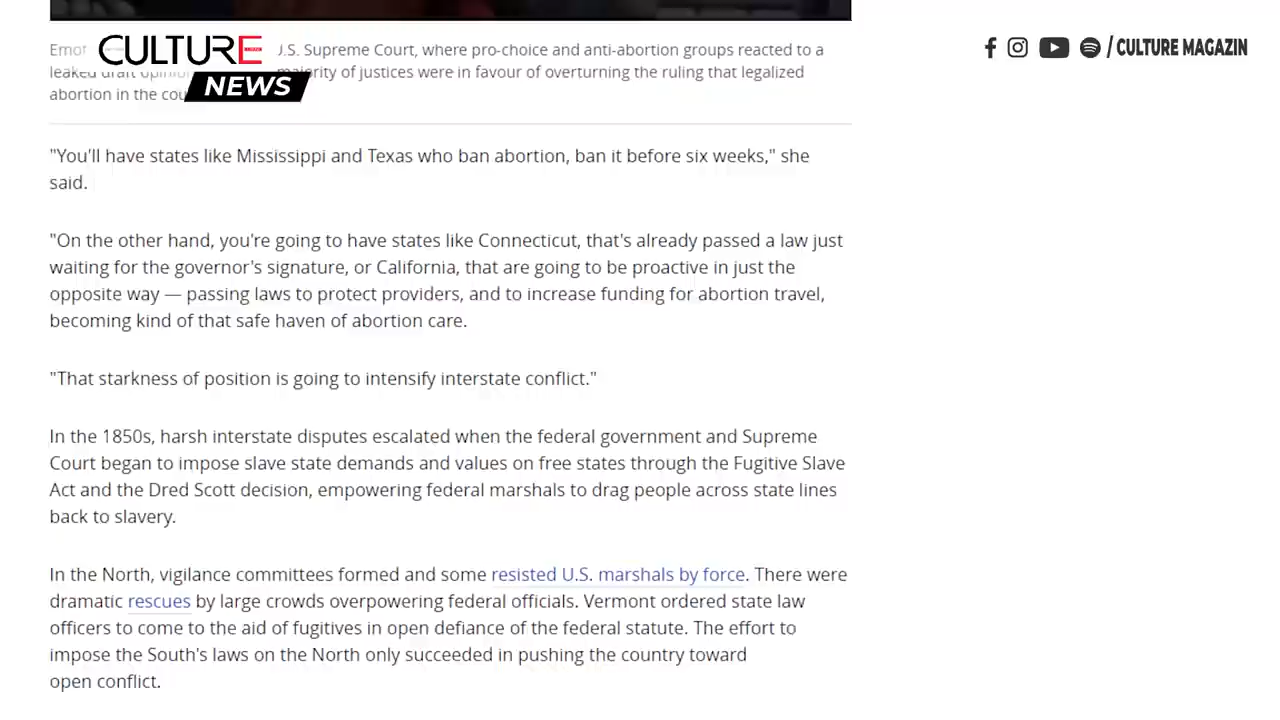 Emot
CULTURE
NEWS
J.S. Supreme Court, where pro-choice and anti-abortion groups reacted to a
leaked draft opinion majority of justices were in favour of overturning the ruling that legalized
abortion in the cou
/ CULTURE MAGAZIN
"You'll have states like Mississippi and Texas who ban abortion, ban it before six weeks," she
said.
"On the other hand, you're going to have states like Connecticut, that's already passed a law just
waiting for the governor's signature, or California, that are going to be proactive in just the
opposite way — passing laws to protect providers, and to increase funding for abortion travel,
becoming kind of that safe haven of abortion care.
"That starkness of position is going to intensify interstate conflict."
In the 1850s, harsh interstate disputes escalated when the federal government and Supreme
Court began to impose slave state demands and values on free states through the Fugitive Slave
Act and the Dred Scott decision, empowering federal marshals to drag people across state lines
back to slavery.
In the North, vigilance committees formed and some resisted U.S. marshals by force. There were
dramatic rescues by large crowds overpowering federal officials. Vermont ordered state law
officers to come to the aid of fugitives in open defiance of the federal statute. The effort to
impose the South's laws on the North only succeeded in pushing the country toward
open conflict.